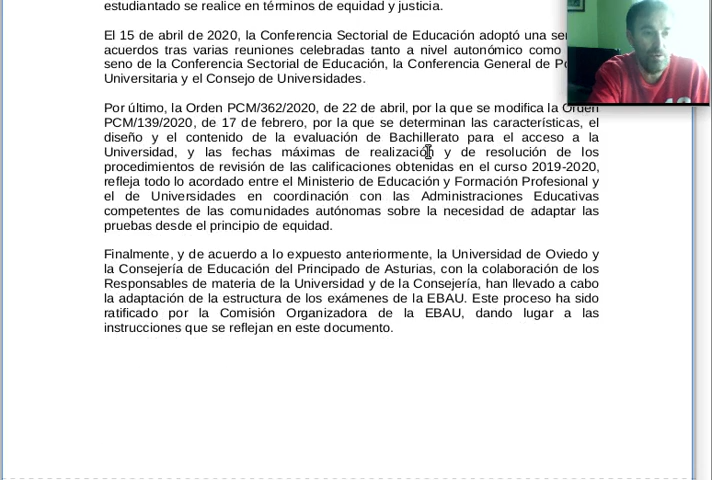 estudiantado se realice en términos de equidad y justicia.
El 15 de abril de 2020, la Conferencia Sectorial de Educación adoptó una
acuerdos tras varias reuniones celebradas tanto a nivel autonómico como
seno de la Conferencia Sectorial de Educación, la Conferencia General de
Universitaria y el Consejo de Universidades.
Por último, la Orden PCM/362/2020, de 22 de abril, por la que se modifica la Orden
PCM/139/2020, de 17 de febrero, por la que se determinan las características, el
diseño y el contenido de la evaluación de Bachillerato para el acceso a la
Universidad, y las fechas máximas de realización y de resolución de los
procedimientos de revisión de las calificaciones obtenidas en el curso 2019-2020,
refleja todo lo acordado entre el Ministerio de Educación y Formación Profesional y
el de Universidades en coordinación con las Administraciones Educativas
competentes de las comunidades autónomas sobre la necesidad de adaptar las
pruebas desde el principio de equidad.
Finalmente, y de acuerdo a lo expuesto anteriormente, la Universidad de Oviedo y
la Consejería de Educación del Principado de Asturias, con la colaboración de los
Responsables de materia de la Universidad y de la Consejería, han llevado a cabo
la adaptación de la estructura de los exámenes de la EBAU. Este proceso ha sido
ratificado por la Comisión Organizadora de la EBAU, dando lugar a las
instrucciones que se reflejan en este documento.